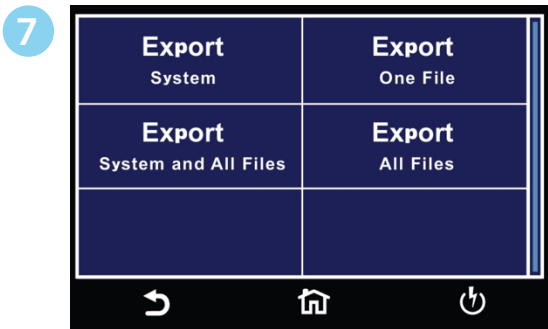 7
Export
System
Export
One File
Export
System and All Files
Export
All Files